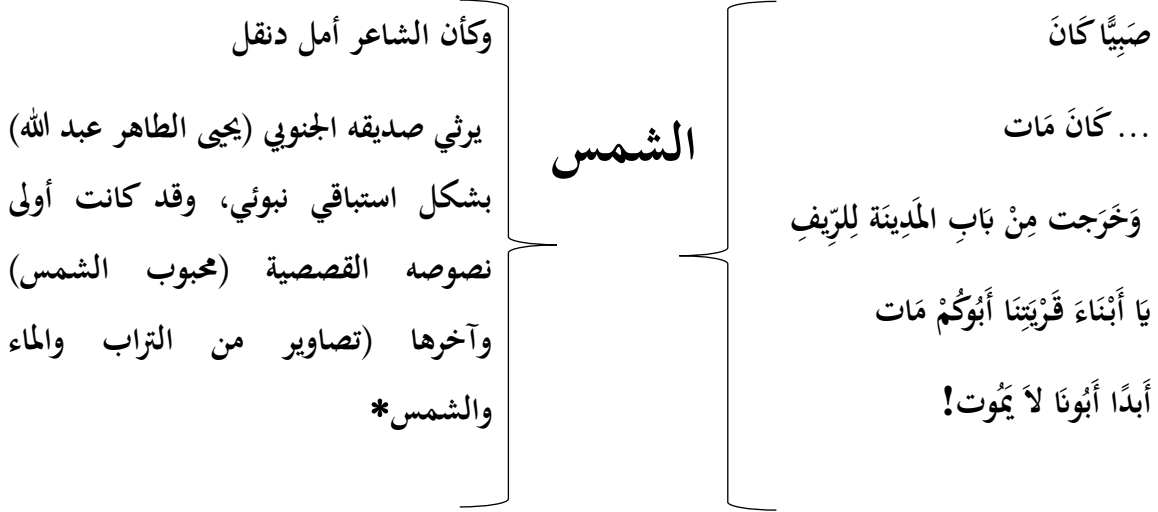 صَبِيًّا كَانَ
... كَانَ مَات
وَخَرَجت مِنْ بَابِ المَدِينَة لِلرِّيفِ
يَا أَبْنَاءَ قَرْيَتِنَا أَبُوكُمْ مَات
أَبدًا أَبُونَا لاَ يَمُوت!
الشمس
وكأن الشاعر أمل دنقل
يرثي صديقه الجنوبي (يحيى الطاهر عبد الله)
بشكل استباقي نبوئي، وقد كانت أولى
نصوصه القصصية (محبوب الشمس)
وآخرها (تصاوير من التراب والماء
والشمس*